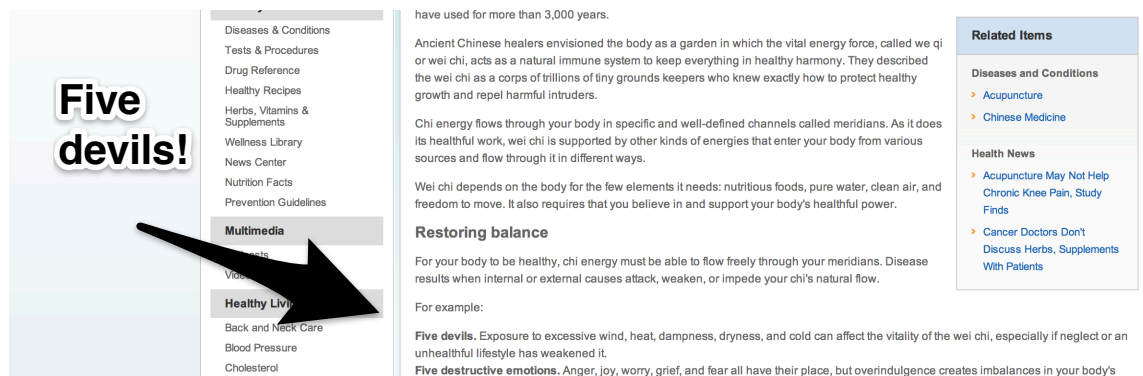 Diseases & Conditions
Tests & Procedures
Drug Reference
Healthy Recipes
Herbs, Vitamins &
Supplements
Wellness Library
News Center
Nutrition Facts
Prevention Guidelines
Multimedia
Healthy Livi
Back and Neck Care
Blood Pressure
Cholesterol
Five
devils!
have used for more than 3,000 years.
Ancient Chinese healers envisioned the body as a garden in which the vital energy force, called we qi
or wei chi, acts as a natural immune system to keep everything in healthy harmony. They described
the wei chi as a corps of trillions of tiny grounds keepers who knew exactly how to protect healthy
growth and repel harmful intruders.
Chi energy flows through your body in specific and well-defined channels called meridians. As it does
its healthful work, wei chi is supported by other kinds of energies that enter your body from various
sources and flow through it in different ways.
Wei chi depends on the body for the few elements it needs: nutritious foods, pure water, clean air, and
freedom to move. It also requires that you believe in and support your body's healthful power.
Restoring balance
For your body to be healthy, chi energy must be able to flow freely through your meridians. Disease
results when internal or external causes attack, weaken, or impede your chi's natural flow.
For example:
Five devils. Exposure to excessive wind, heat, dampness, dryness, and cold can affect the vitality of the wei chi, especially if neglect or an
unhealthful lifestyle has weakened it.
Five destructive emotions. Anger, joy, worry, grief, and fear all have their place, but overindulgence creates imbalances in your body's
Related Items
Diseases and Conditions
Acupuncture
Chinese Medicine
Health News
Acupuncture May Not Help
Chronic Knee Pain, Study
Finds
Cancer Doctors Don't
Discuss Herbs, Supplements
With Patients